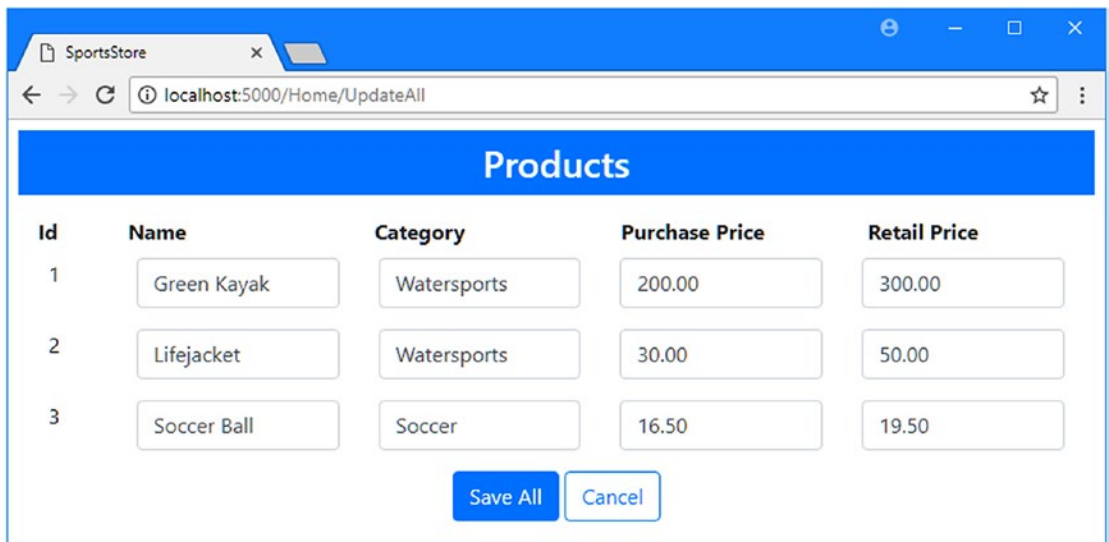 SportsStore
localhost:5000/Home/UpdateAll
Products
Id Name Category Purchase Price Retail Price
1 Green Kayak Watersports 200.00 300.00
2 Lifejacket Watersports 30.00 50.00
3 Soccer Ball Soccer 16.50 19.50
Save All Cancel